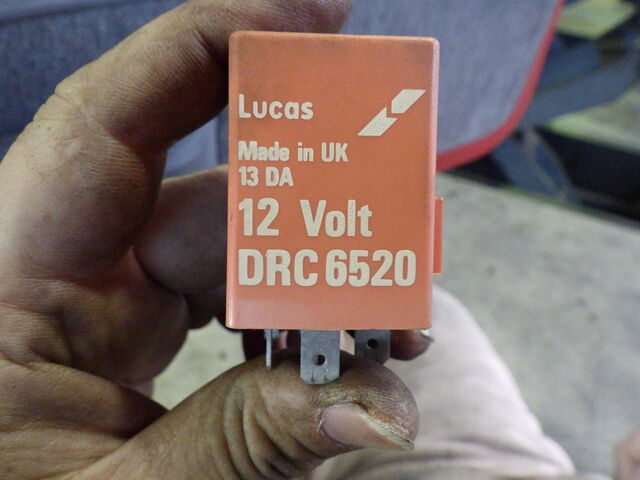 Lucas
Made in UK
13 DA
12 Volt
DRC 6520